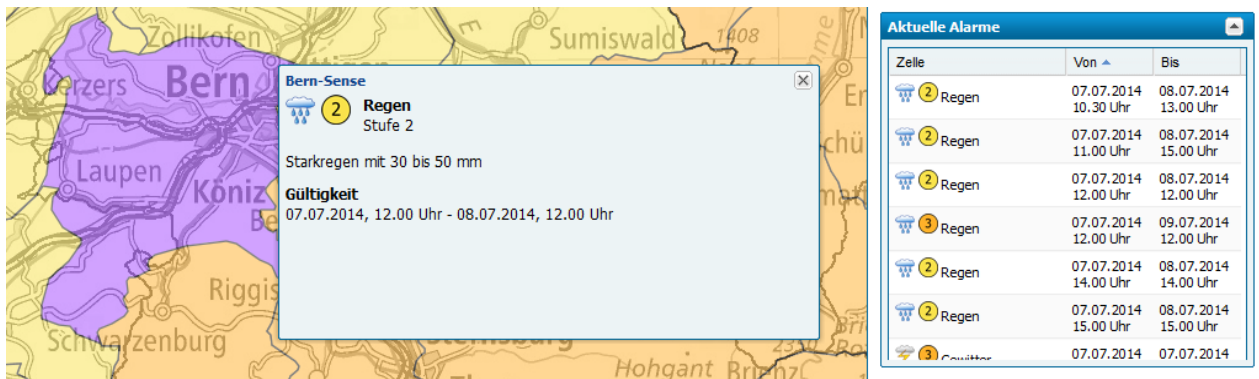 Zollikofen
Sumiswald
1408
Kerzers
Bern
Laupen
Köniz
Schwarzenburg
Hohgant
Bern-Sense
2
Regen
Stufe 2
Starkregen mit 30 bis 50 mm
Gültigkeit
07.07.2014, 12.00 Uhr - 08.07.2014, 12.00 Uhr
Aktuelle Alarme
Zelle Von Bis
2 Regen 07.07.2014 08.07.2014
10.30 Uhr 13.00 Uhr
2 Regen 07.07.2014 08.07.2014
11.00 Uhr 15.00 Uhr
2 Regen 07.07.2014 08.07.2014
12.00 Uhr 12.00 Uhr
3 Regen 07.07.2014 09.07.2014
12.00 Uhr 12.00 Uhr
2 Regen 07.07.2014 08.07.2014
14.00 Uhr 14.00 Uhr
2 Regen 07.07.2014 08.07.2014
15.00 Uhr 15.00 Uhr
3 Gewitter 07.07.2014 07.07.2014